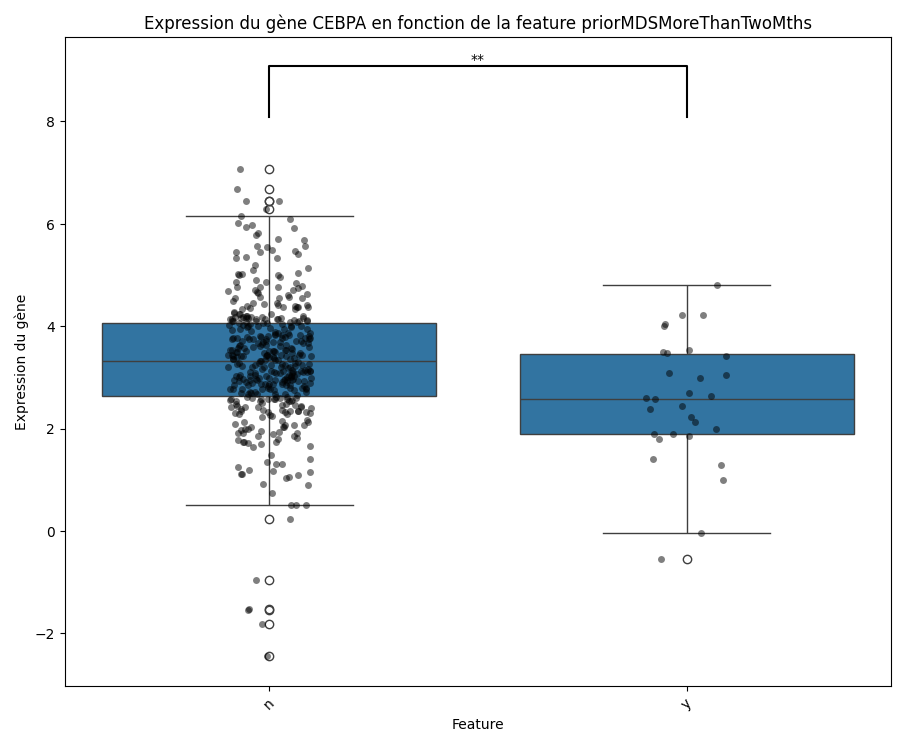 Expression du gène CEBPA en fonction de la feature priorMDSMoreThanTwoMths
**
8
6
4
2
0
−2
Expression du gène
n
y
Feature